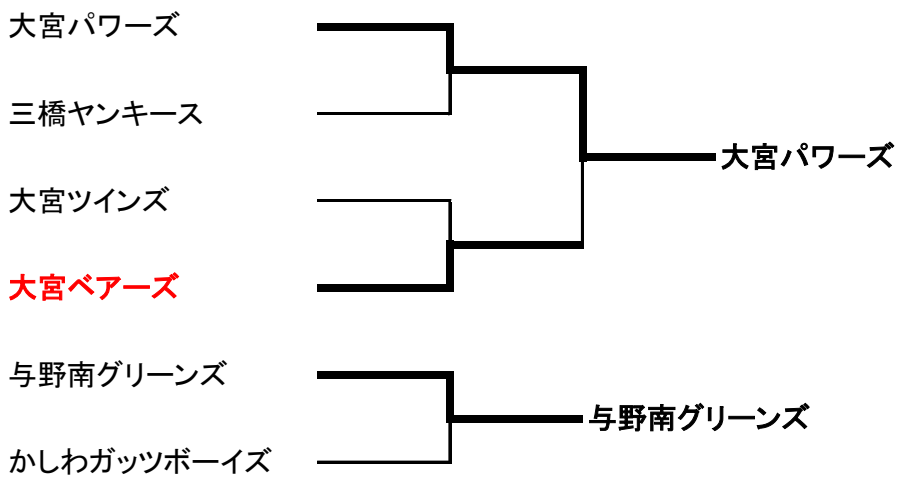 大宮パワーズ
三橋ヤンキース
大宮パワーズ
大宮ツインズ
大宮ベアーズ
与野南グリーンズ
与野南グリーンズ
かしわガッツボーイズ